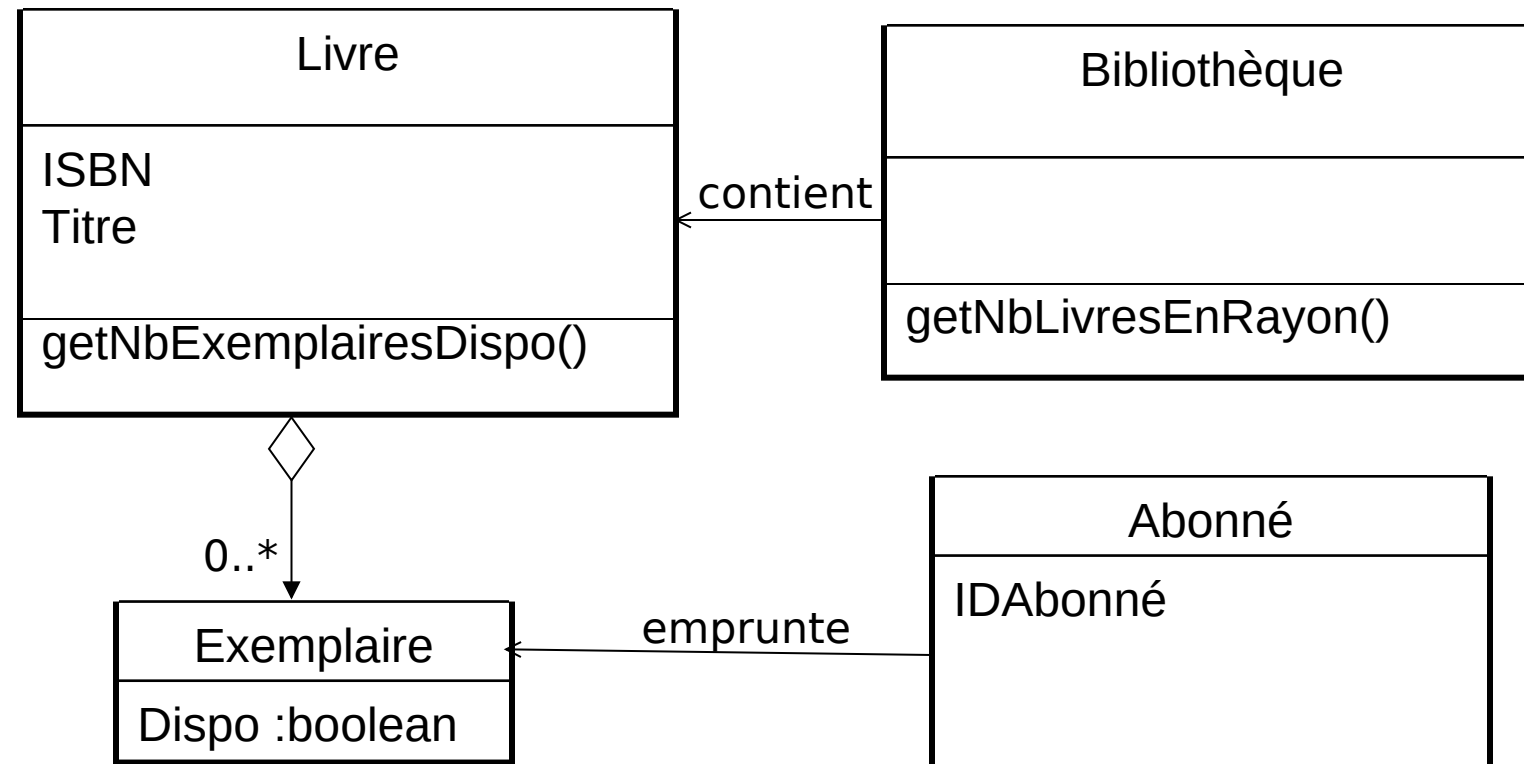 Livre
ISBN
Titre
getNbExemplairesDispo()
Bibliothèque
contient
getNbLivresEnRayon()
0..*
Exemplaire
Dispo :boolean
emprunte
Abonné
IDAbonné